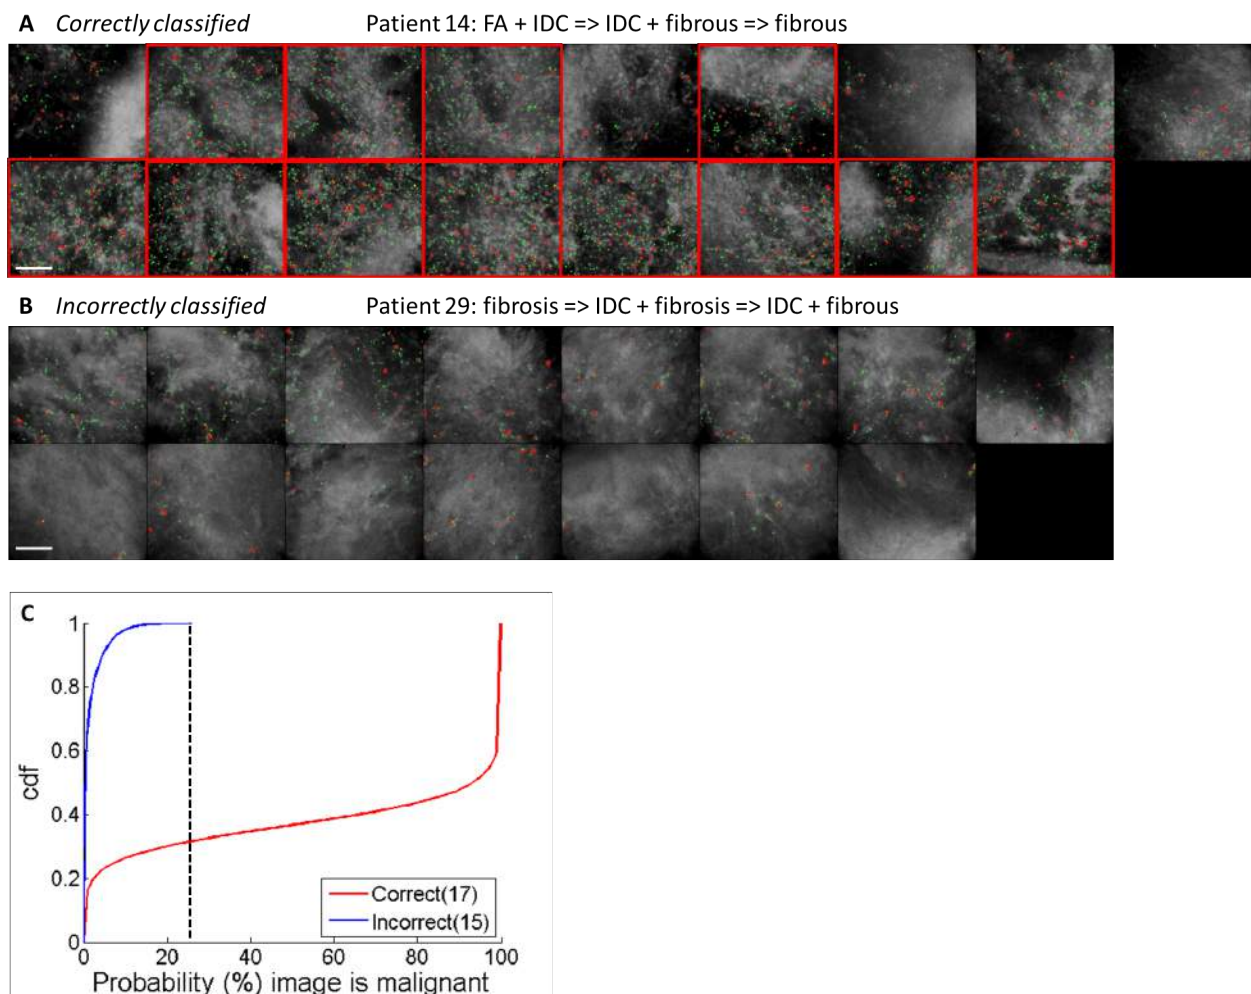 A Correctly classified Patient 14: FA + IDC => IDC + fibrous => fibrous
B Incorrectly classified Patient 29: fibrosis => IDC + fibrosis => IDC + fibrous
C
1
0.8
0.6
0.4
0.2
0
cdf
Correct(17)
Incorrect(15)
0 20 40 60 80 100
Probability (%) image is malignant